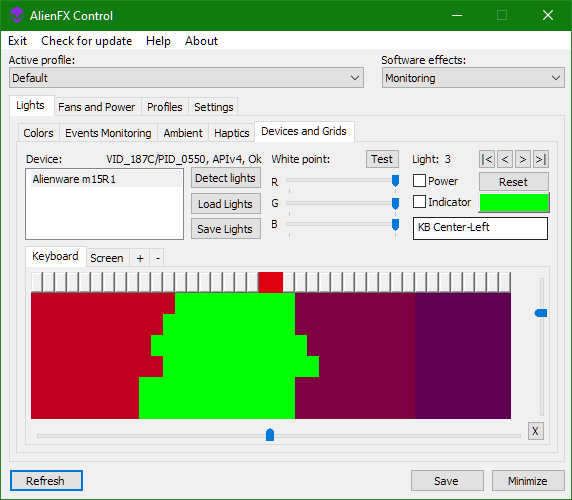 AlienFX Control
Exit Check for update Help About
Active profile: Software effects:
Default Monitoring
Lights Fans and Power Profiles Settings
Colors Events Monitoring Ambient Haptics Devices and Grids
Device: VID_187C/PID_0550, APIv4, Ok White point: Test Light: 3 |< < > >|
Alienware m15R1 Detect lights R Power Reset
Load Lights G Indicator
Save Lights B KB Center-Left
Keyboard Screen + -
X
Refresh Save Minimize